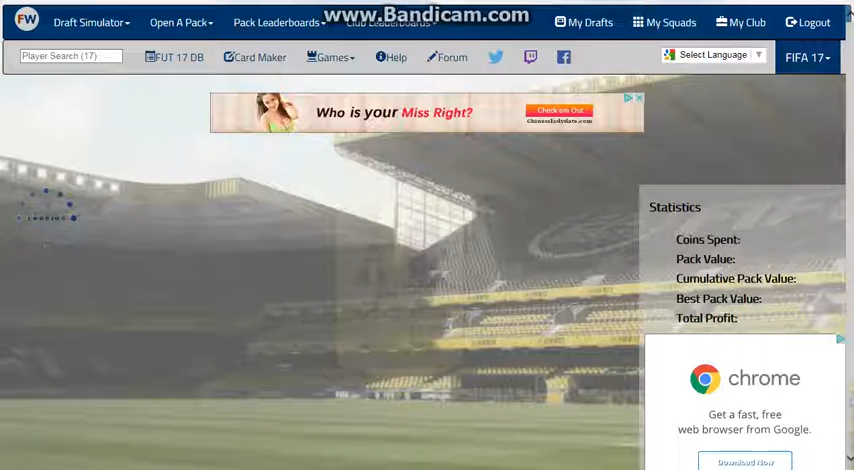 www.Bandicam.com
FW Draft Simulator Open A Pack Pack Leaderboards Club Leaderboards My Drafts My Squads My Club Logout
Player Search (17) FUT 17 DB Card Maker Games Help Forum Select Language FIFA 17
Who is your Miss Right?
Check'em Out
Chineseladydate.com
LOADING
Statistics
Coins Spent:
Pack Value:
Cumulative Pack Value:
Best Pack Value:
Total Profit:
chrome
Get a fast, free
web browser from Google.
Download Now